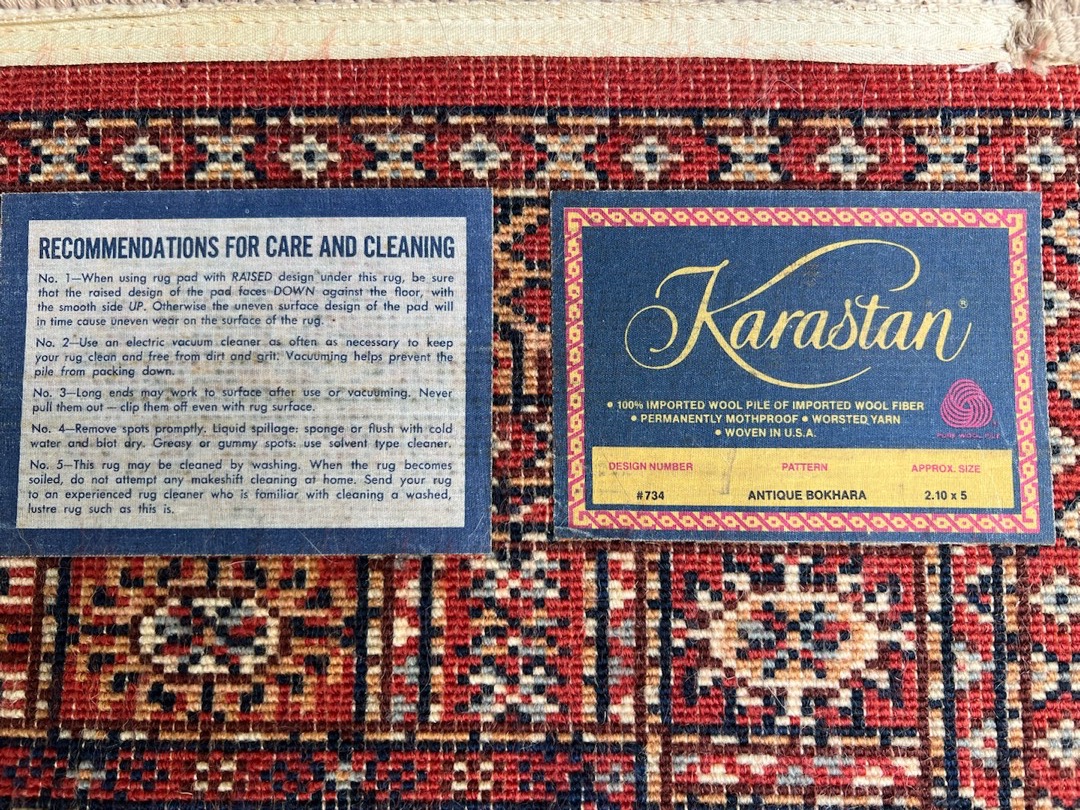 RECOMMENDATIONS FOR CARE AND CLEANING
No. 1—When using rug pad with RAISED design under this rug, be sure
that the raised design of the pad faces DOWN against the floor, with
the smooth side UP. Otherwise the uneven surface design of the pad will
in time cause uneven wear on the surface of the rug.
No. 2—Use an electric vacuum cleaner as often as necessary to keep
your rug clean and free from dirt and grit. Vacuuming helps prevent the
pile from packing down.
No. 3—Long ends may work to surface after use or vacuuming. Never
pull them out — clip them off even with rug surface.
No. 4—Remove spots promptly. Liquid spillage: sponge or flush with cold
water and blot dry. Greasy or gummy spots: use solvent type cleaner.
No. 5—This rug may be cleaned by washing. When the rug becomes
soiled, do not attempt any makeshift cleaning at home. Send your rug
to an experienced rug cleaner who is familiar with cleaning a washed,
lustre rug such as this is.
Karastan®
• 100% IMPORTED WOOL PILE OF IMPORTED WOOL FIBER
• PERMANENTLY MOTHPROOF • WORSTED YARN
• WOVEN IN U.S.A.
PURE WOOL PILE
DESIGN NUMBER PATTERN APPROX. SIZE
#734 ANTIQUE BOKHARA 2.10 x 5